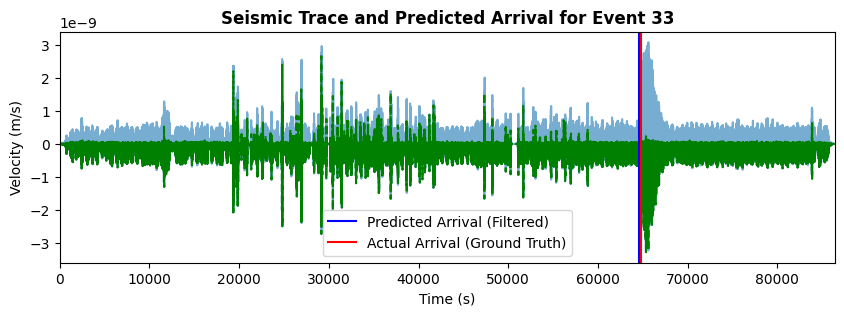 Seismic Trace and Predicted Arrival for Event 33
1e−9
3
2
1
0
−1
−2
−3
Velocity (m/s)
Predicted Arrival (Filtered)
Actual Arrival (Ground Truth)
0 10000 20000 30000 40000 50000 60000 70000 80000
Time (s)